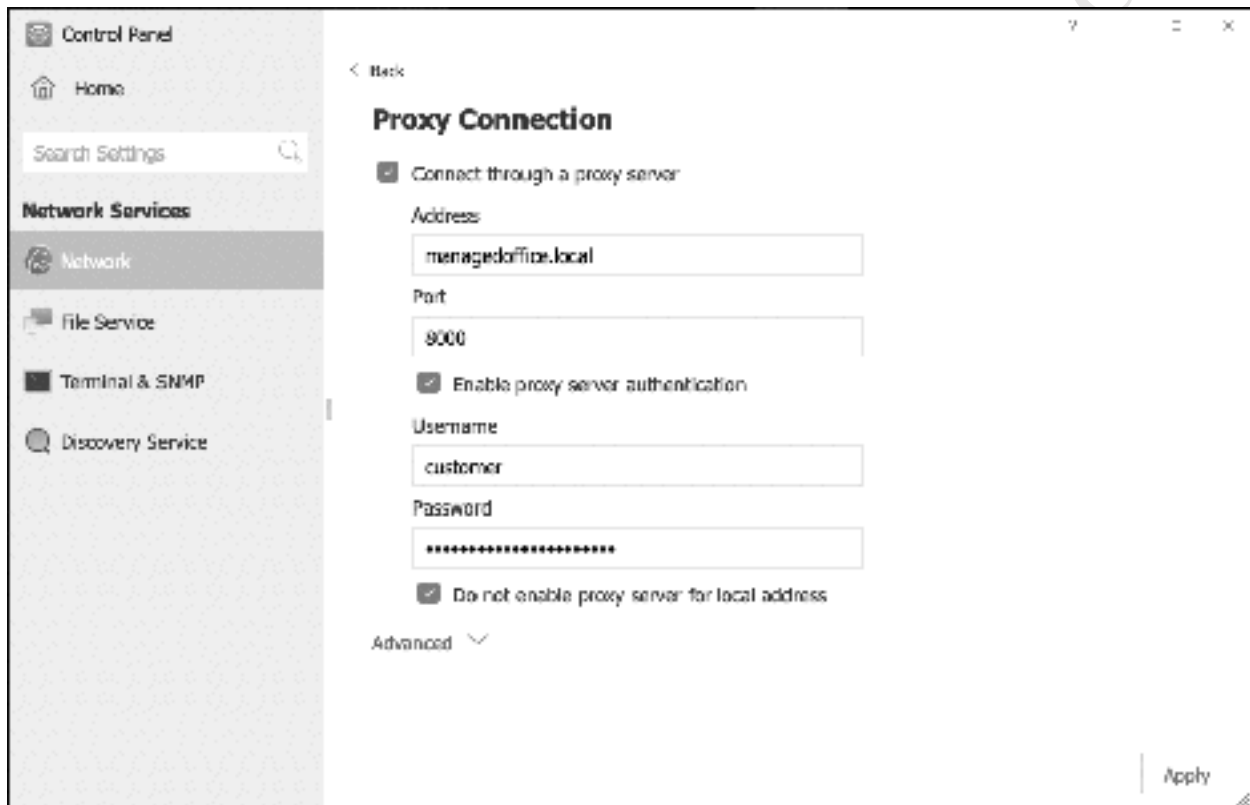 Control Panel
?
Home
< Back
Proxy Connection
Search Settings
Connect through a proxy server
Network Services
Address
Network
managedoffice.local
Port
File Service
8000
Terminal & SNMP
Enable proxy server authentication
Discovery Service
Username
customer
Password
••••••••••••••••••••••
Do not enable proxy server for local address
Advanced
Apply